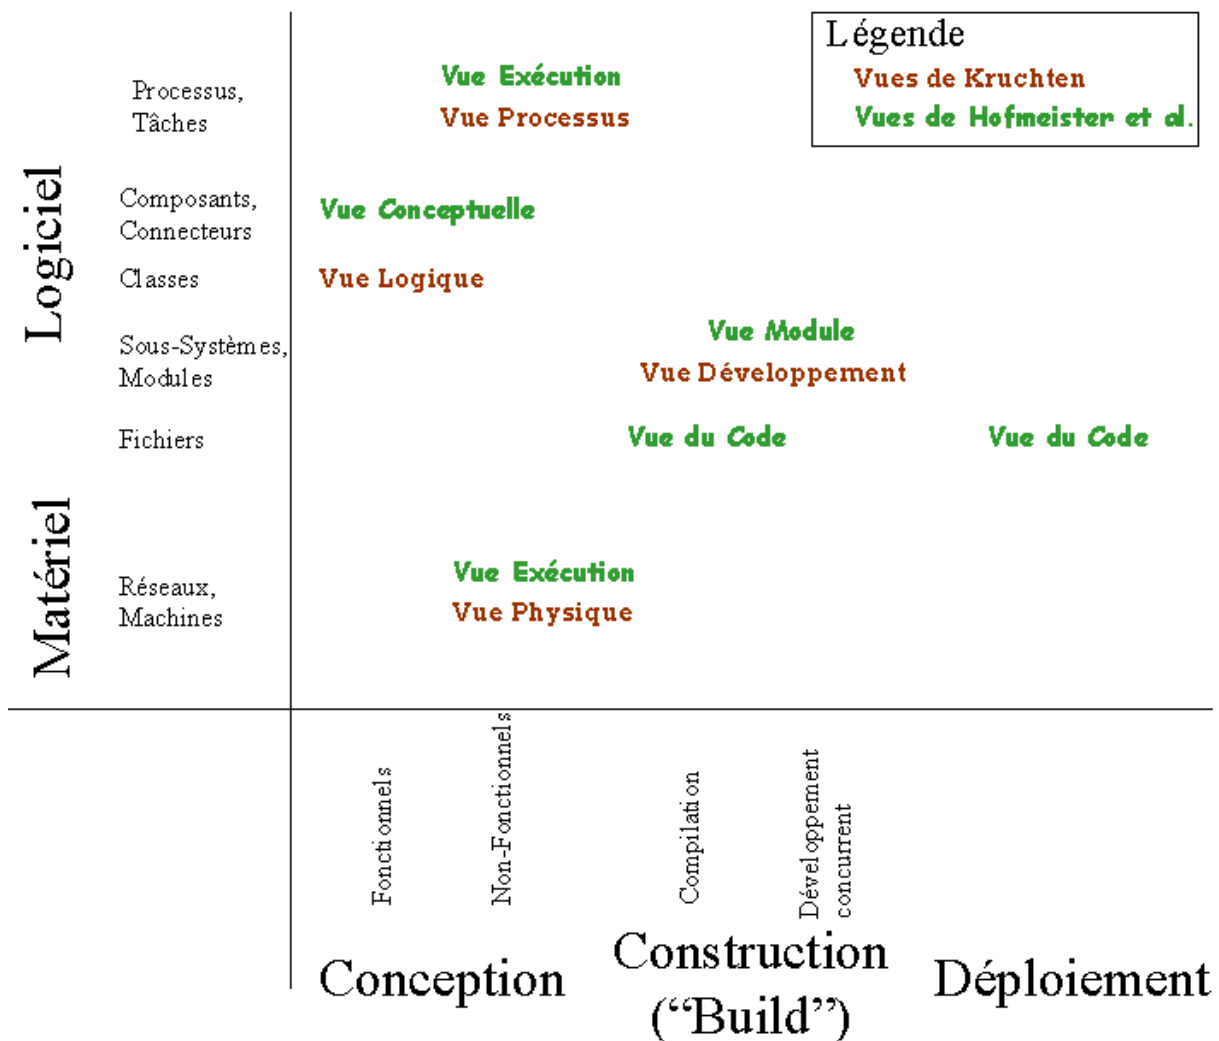 Légende
Vues de Kruchten
Vues de Hofmeister et al.
Logiciel
Processus,
Tâches
Vue Exécution
Vue Processus
Composants,
Connecteurs
Vue Conceptuelle
Classes
Vue Logique
Sous-Systèmes,
Modules
Vue Module
Vue Développement
Fichiers
Vue du Code
Vue du Code
Matériel
Réseaux,
Machines
Vue Exécution
Vue Physique
Fonctionnels
Non-Fonctionnels
Compilation
Développement
concurrent
Conception
Construction
(“Build”)
Déploiement